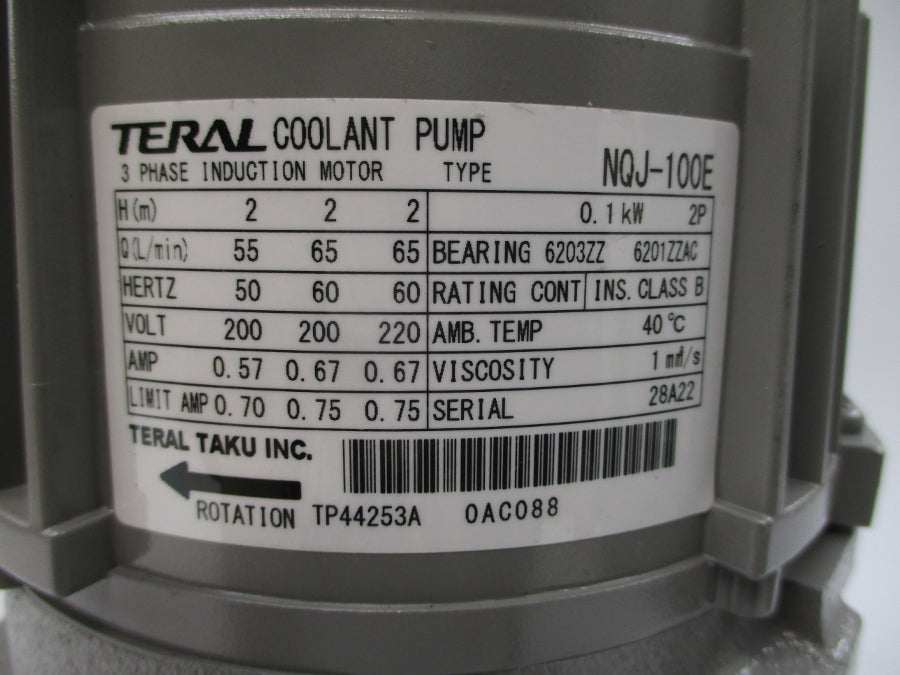 TERAL COOLANT PUMP
3 PHASE INDUCTION MOTOR TYPE NQJ-100E
H(m) 2 2 2 0.1kW 2P
Q(L/min) 55 65 65 BEARING 6203ZZ 6201ZZAC
HERTZ 50 60 60 RATING CONT INS. CLASS B
VOLT 200 200 220 AMB. TEMP 40℃
AMP 0.57 0.67 0.67 VISCOSITY 1 m㎡/s
LIMIT AMP 0.70 0.75 0.75 SERIAL 28A22
TERAL TAKU INC.
ROTATION TP44253A 0AC088